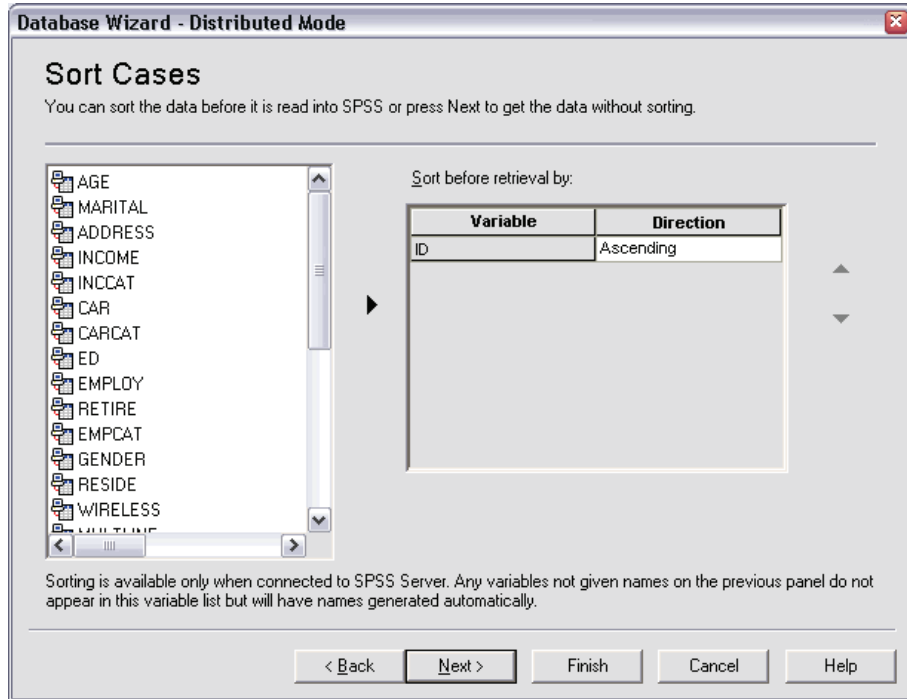 Database Wizard - Distributed Mode
Sort Cases
You can sort the data before it is read into SPSS or press Next to get the data without sorting.
AGE
MARITAL
ADDRESS
INCOME
INCCAT
CAR
CARCAT
ED
EMPLOY
RETIRE
EMPCAT
GENDER
RESIDE
WIRELESS
Sort before retrieval by:
Variable Direction
ID Ascending
Sorting is available only when connected to SPSS Server. Any variables not given names on the previous panel do not
appear in this variable list but will have names generated automatically.
< Back Next > Finish Cancel Help